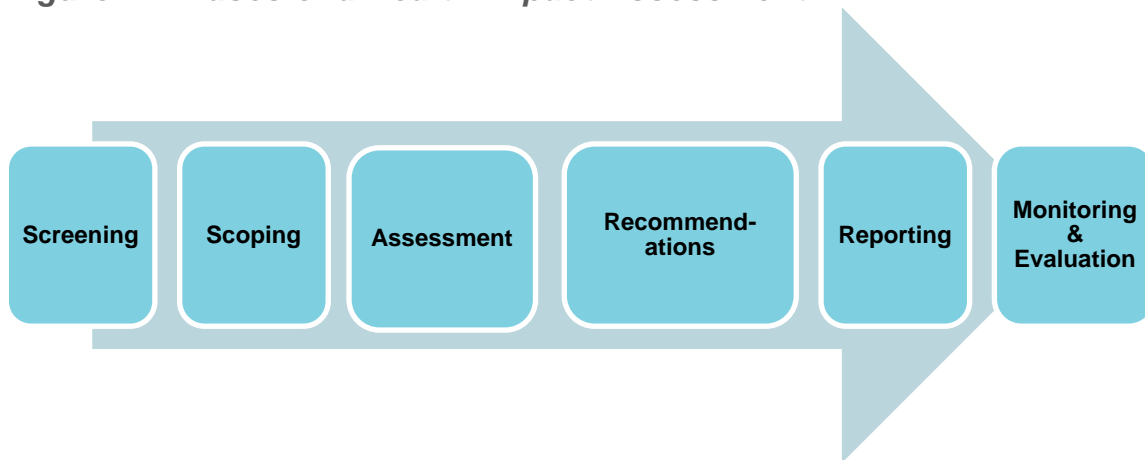 Screening
Scoping
Assessment
Recommend-
ations
Reporting
Monitoring
&
Evaluation